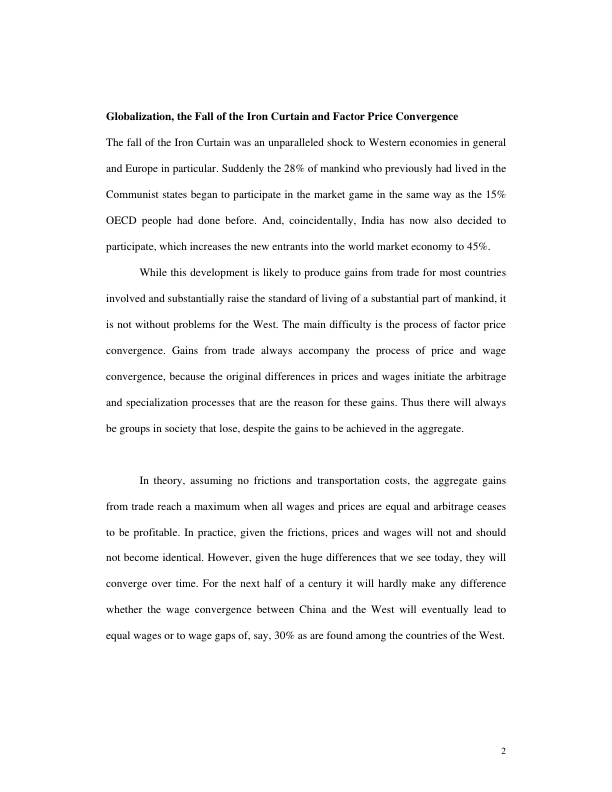 Globalization, the Fall of the Iron Curtain and Factor Price Convergence
The fall of the Iron Curtain was an unparalleled shock to Western economies in general
and Europe in particular. Suddenly the 28% of mankind who previously had lived in the
Communist states began to participate in the market game in the same way as the 15%
OECD people had done before. And, coincidentally, India has now also decided to
participate, which increases the new entrants into the world market economy to 45%.
While this development is likely to produce gains from trade for most countries
involved and substantially raise the standard of living of a substantial part of mankind, it
is not without problems for the West. The main difficulty is the process of factor price
convergence. Gains from trade always accompany the process of price and wage
convergence, because the original differences in prices and wages initiate the arbitrage
and specialization processes that are the reason for these gains. Thus there will always
be groups in society that lose, despite the gains to be achieved in the aggregate.
In theory, assuming no frictions and transportation costs, the aggregate gains
from trade reach a maximum when all wages and prices are equal and arbitrage ceases
to be profitable. In practice, given the frictions, prices and wages will not and should
not become identical. However, given the huge differences that we see today, they will
converge over time. For the next half of a century it will hardly make any difference
whether the wage convergence between China and the West will eventually lead to
equal wages or to wage gaps of, say, 30% as are found among the countries of the West.
2